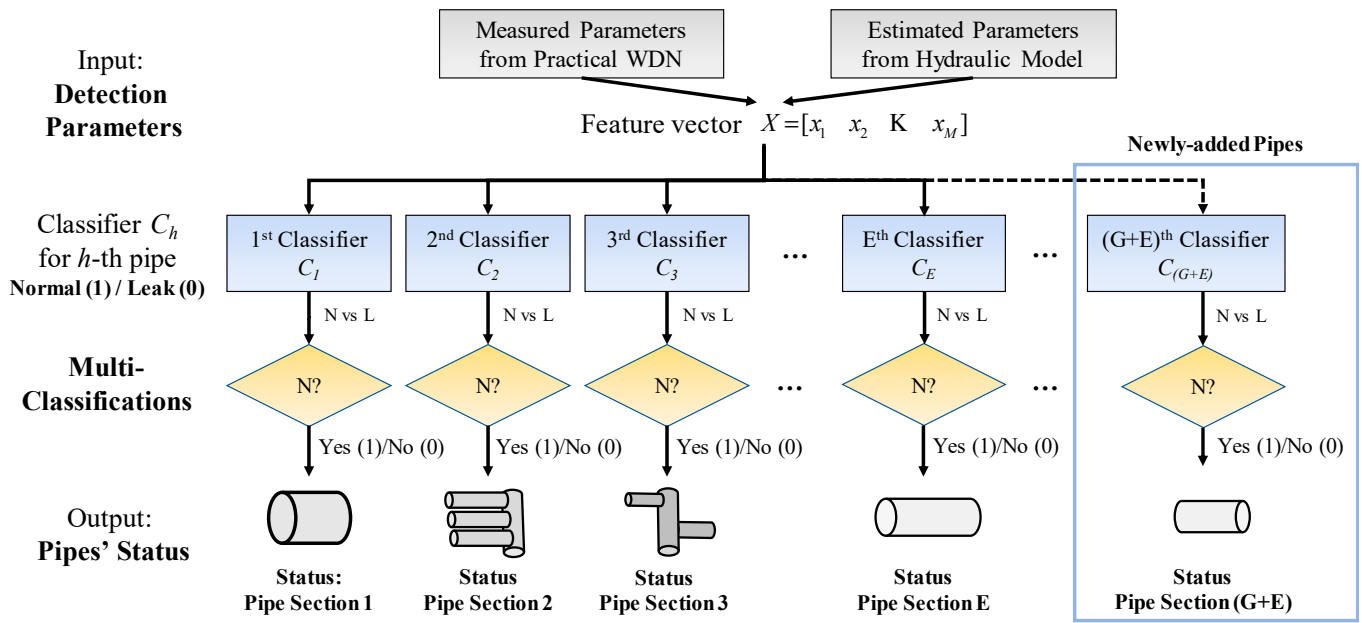 Measured Parameters
from Practical WDN
Estimated Parameters
from Hydraulic Model
Input:
Detection
Parameters
Feature vector X =[x1 x2 K xM]
Newly-added Pipes
Classifier Ch
for h-th pipe
Normal (1) / Leak (0)
1st Classifier
C1
2nd Classifier
C2
3rd Classifier
C3
...
Eth Classifier
CE
...
(G+E)th Classifier
C(G+E)
N vs L
N vs L
N vs L
N vs L
N vs L
Multi-
Classifications
N?
N?
N?
...
N?
...
N?
Yes (1)/No (0)
Yes (1)/No (0)
Yes (1)/No (0)
Yes (1)/No (0)
Yes (1)/No (0)
Output:
Pipes' Status
Status:
Pipe Section 1
Status
Pipe Section 2
Status
Pipe Section 3
Status
Pipe Section E
Status
Pipe Section (G+E)